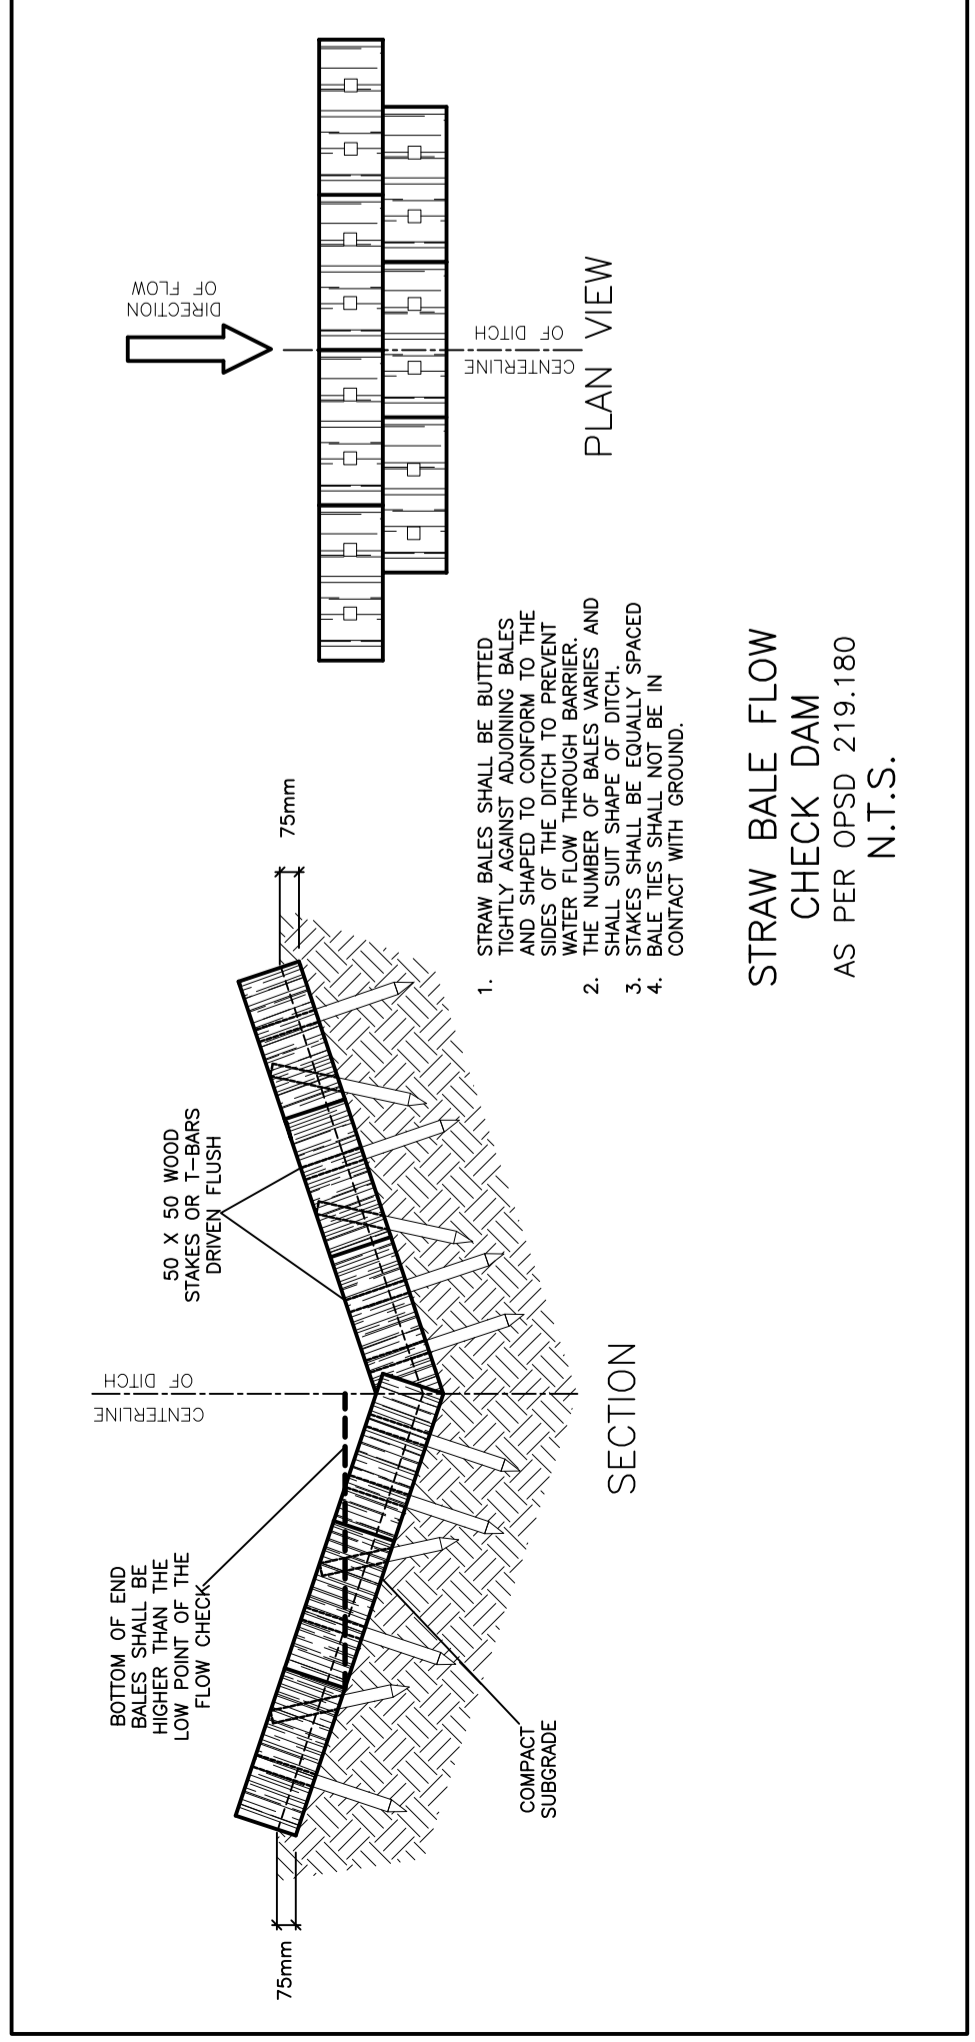 BOTTOM OF END
BALES SHALL BE
HIGHER THAN THE
LOW POINT OF THE
FLOW CHECK
CENTERLINE
OF DITCH
50 X 50 WOOD
STAKES OR T-BARS
DRIVEN FLUSH
75mm
75mm
COMPACT
SUBGRADE
SECTION
DIRECTION
OF FLOW
CENTERLINE
OF DITCH
PLAN VIEW
1. STRAW BALES SHALL BE BUTTED
TIGHTLY AGAINST ADJOINING BALES
AND SHAPED TO CONFORM TO THE
SIDES OF THE DITCH TO PREVENT
WATER FLOW THROUGH BARRIER.
2. THE NUMBER OF BALES VARIES AND
SHALL SUIT SHAPE OF DITCH.
3. STAKES SHALL BE EQUALLY SPACED
4. BALE TIES SHALL NOT BE IN
CONTACT WITH GROUND.
STRAW BALE FLOW
CHECK DAM
AS PER OPSD 219.180
N.T.S.